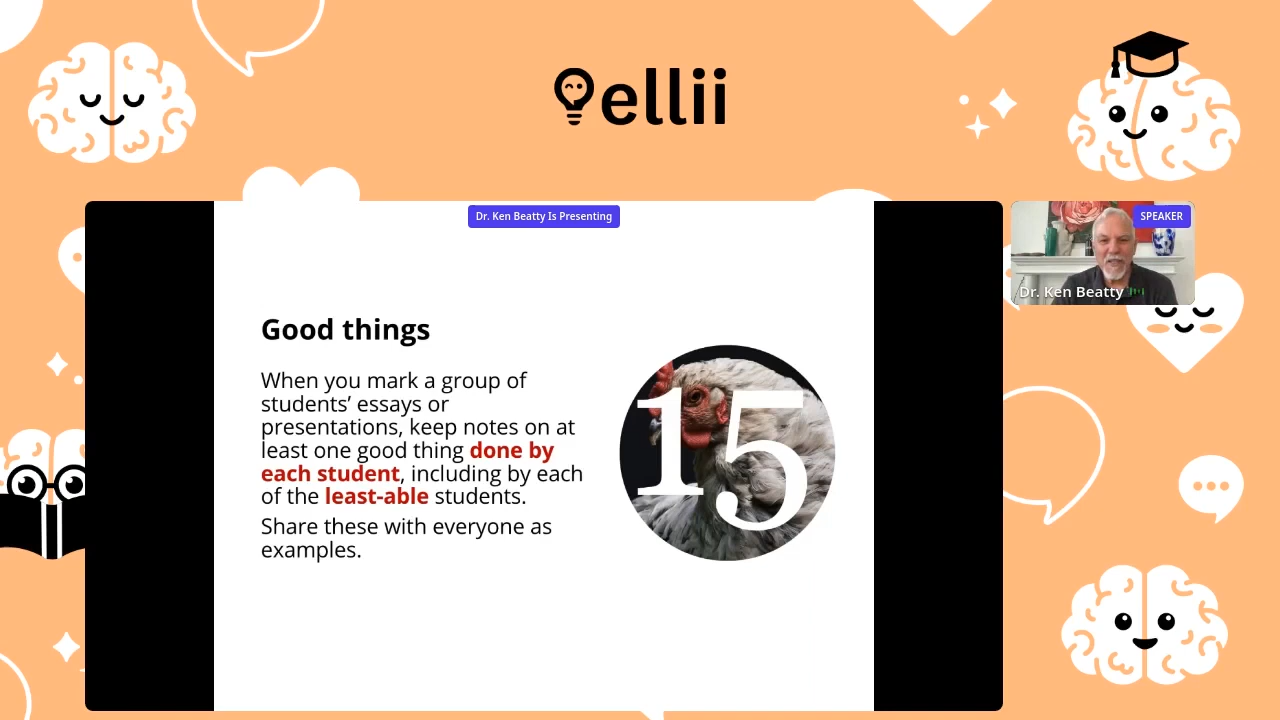 ellii
Dr. Ken Beatty Is Presenting
SPEAKER
Dr. Ken Beatty
Good things
When you mark a group of
students’ essays or
presentations, keep notes on at
least one good thing done by
each student, including by each
of the least-able students.
Share these with everyone as
examples.
15